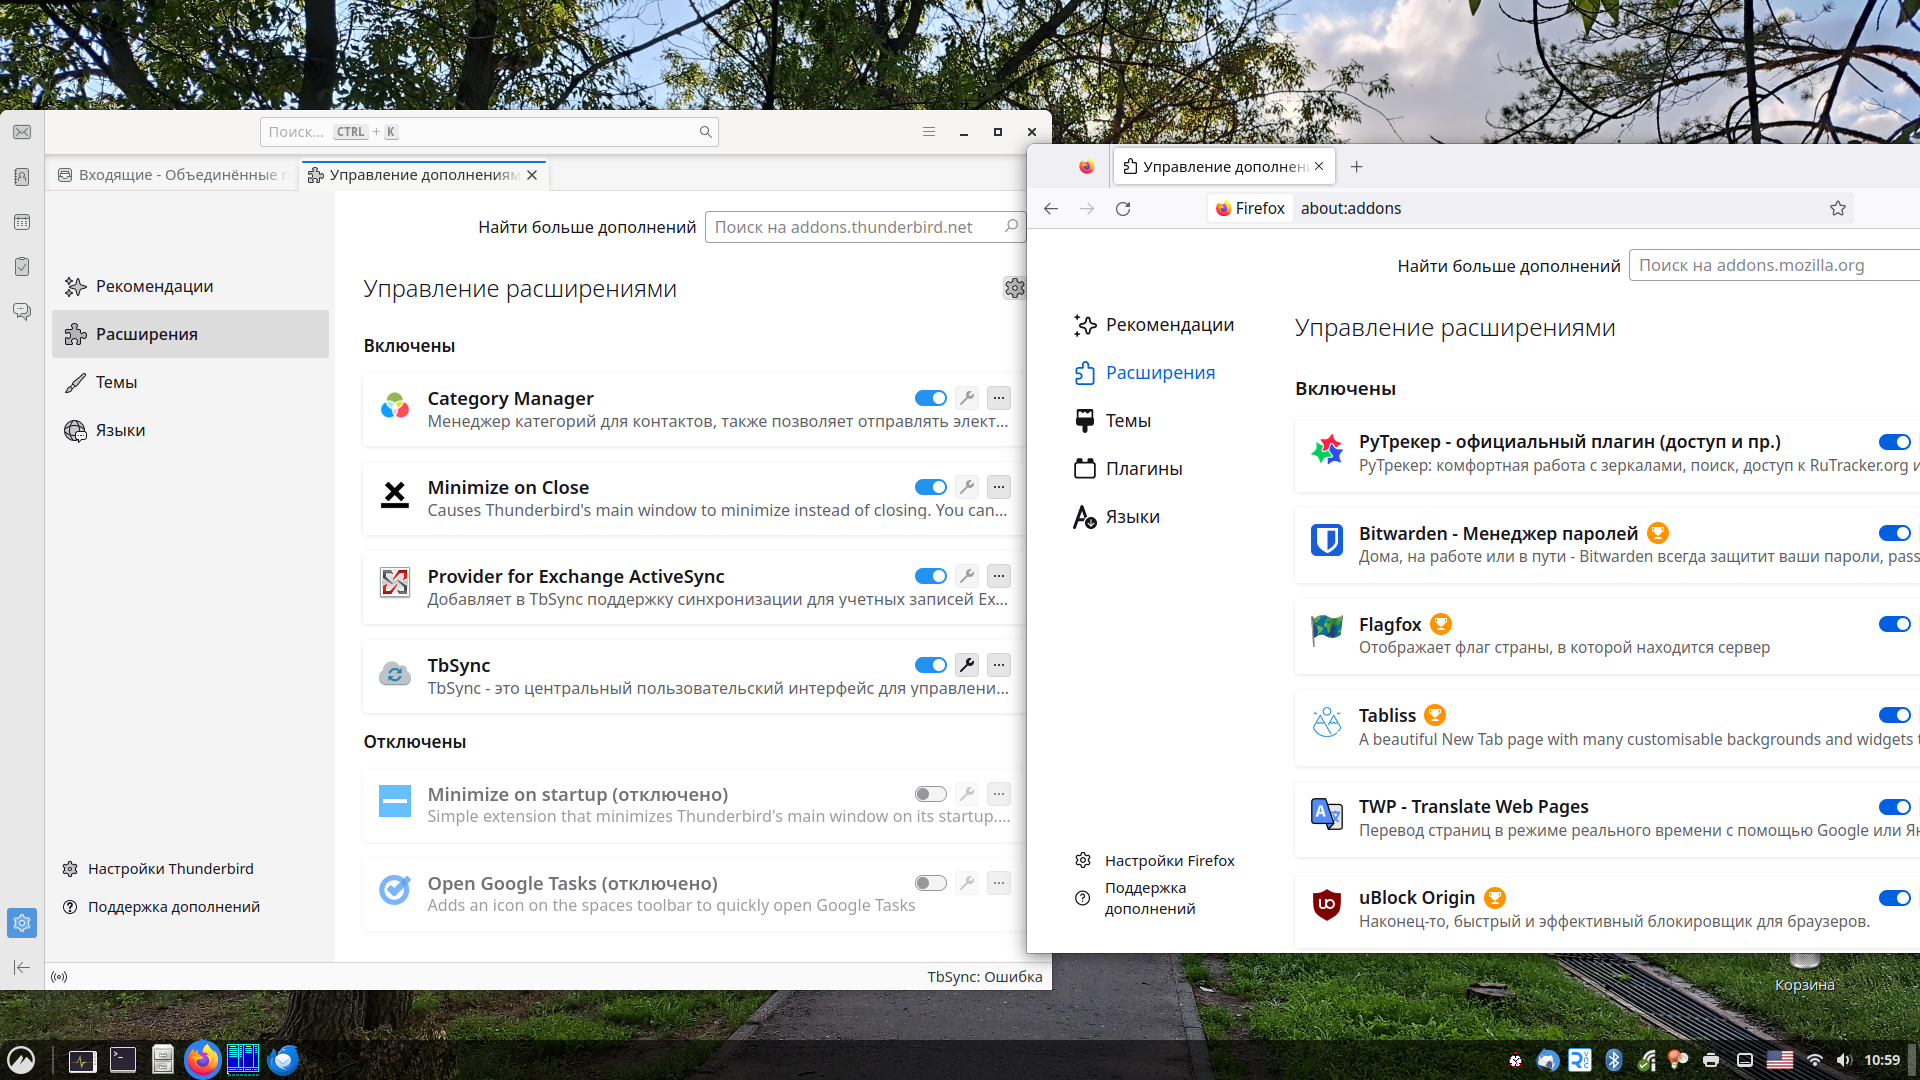 Поиск... CTRL + K
Входящие - Объединённые
Управление дополнениям
Найти больше дополнений
Поиск на addons.thunderbird.net
Рекомендации
Расширения
Темы
Языки
Настройки Thunderbird
Поддержка дополнений
Управление расширениями
Включены
Category Manager
Менеджер категорий для контактов, также позволяет отправлять элект...
Minimize on Close
Causes Thunderbird's main window to minimize instead of closing. You can...
Provider for Exchange ActiveSync
Добавляет в TbSync поддержку синхронизации для учетных записей Ex...
TbSync
TbSync - это центральный пользовательский интерфейс для управлени...
Отключены
Minimize on startup (отключено)
Simple extension that minimizes Thunderbird's main window on its startup....
Open Google Tasks (отключено)
Adds an icon on the spaces toolbar to quickly open Google Tasks
TbSync: Ошибка
Управление дополнен
Firefox about:addons
Найти больше дополнений
Поиск на addons.mozilla.org
Рекомендации
Расширения
Темы
Плагины
Языки
Настройки Firefox
Поддержка
дополнений
Управление расширениями
Включены
РуТрекер - официальный плагин (доступ и пр.)
РуТрекер: комфортная работа с зеркалами, поиск, доступ к RuTracker.org и
Bitwarden - Менеджер паролей
Дома, на работе или в пути - Bitwarden всегда защитит ваши пароли, pass
Flagfox
Отображает флаг страны, в которой находится сервер
Tabliss
A beautiful New Tab page with many customisable backgrounds and widgets t
TWP - Translate Web Pages
Перевод страниц в режиме реального времени с помощью Google или Ян
uBlock Origin
Наконец-то, быстрый и эффективный блокировщик для браузеров.
Корзина
10:59